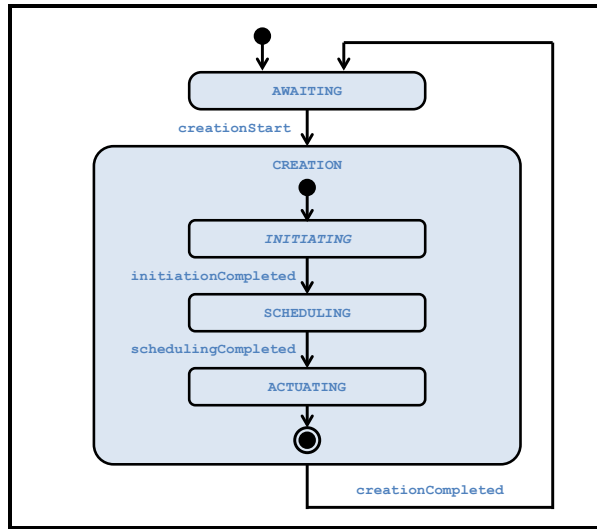 AWAITING
creationStart
CREATION
INITIATING
initiationCompleted
SCHEDULING
schedulingCompleted
ACTUATING
creationCompleted